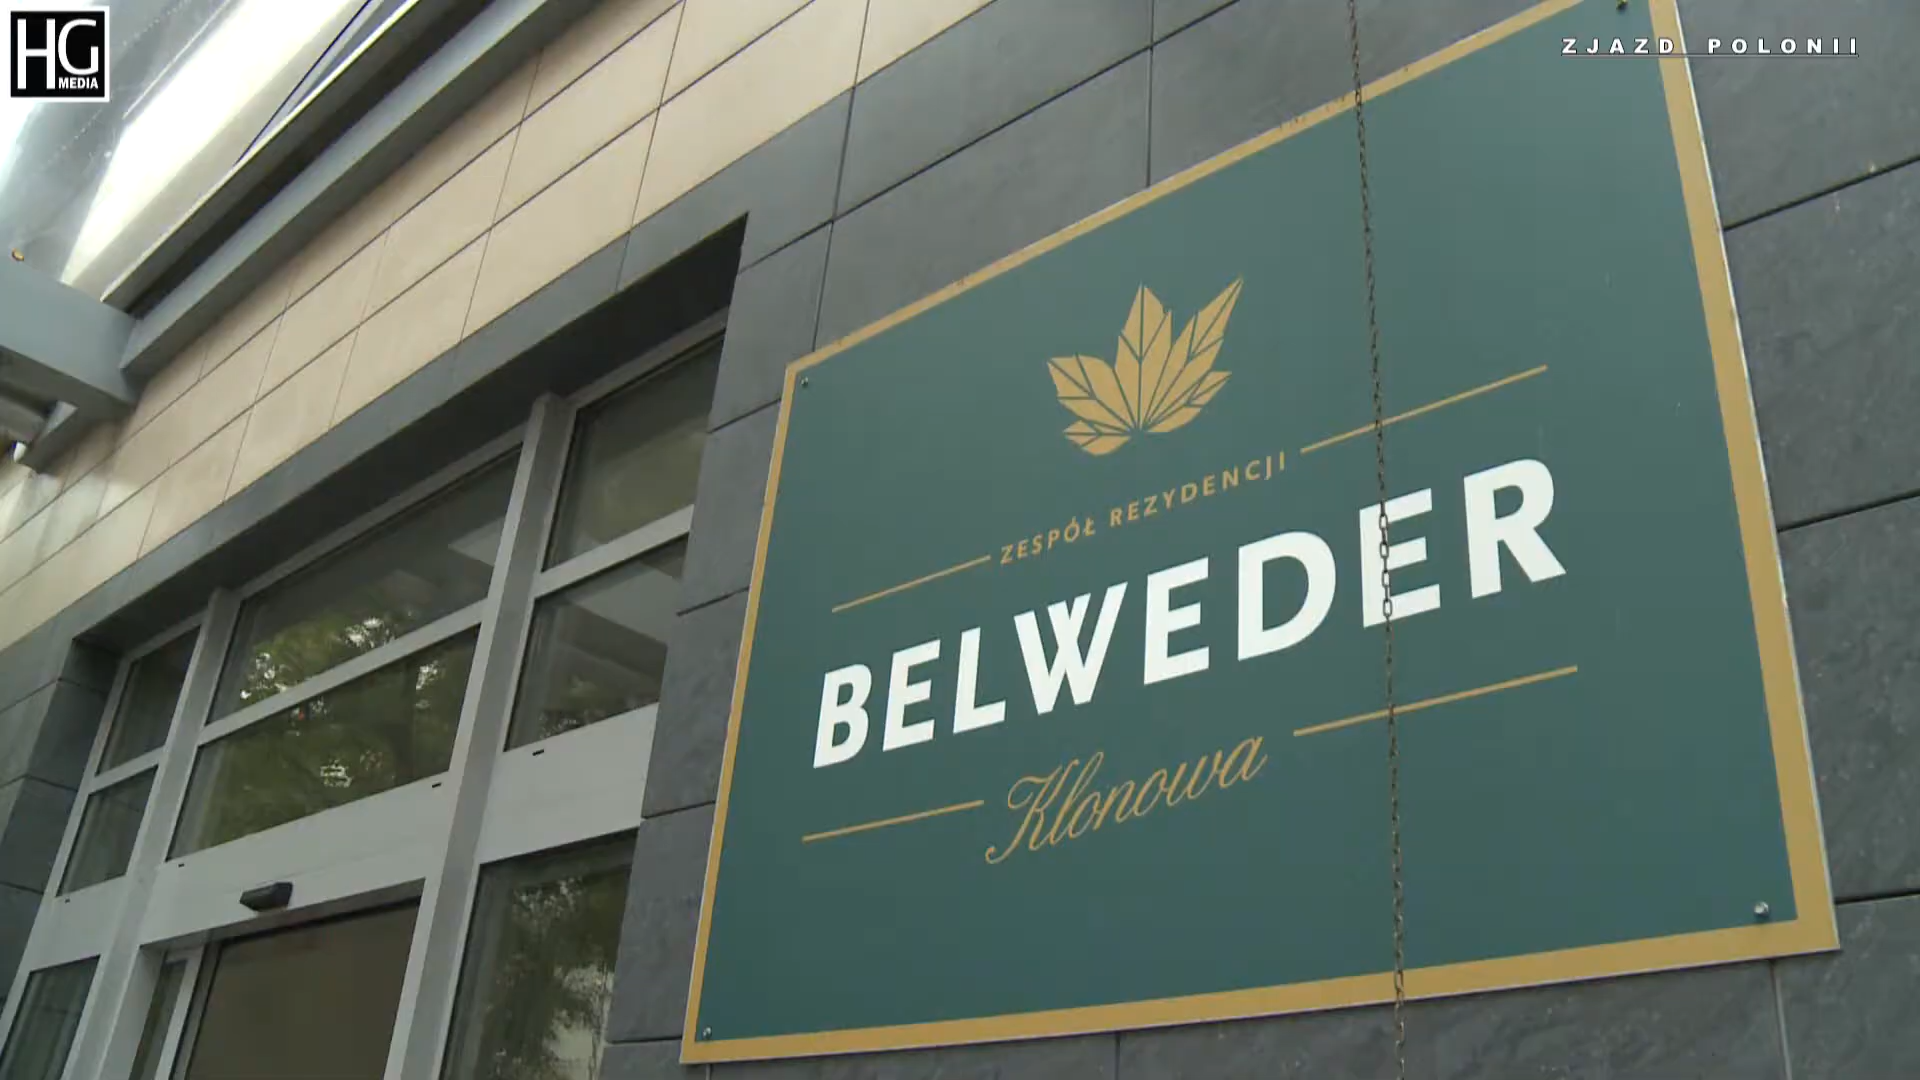 HG
MEDIA
ZJAZD POLONII
ZESPÓŁ REZYDENCJI
BELWEDER
Klonowa